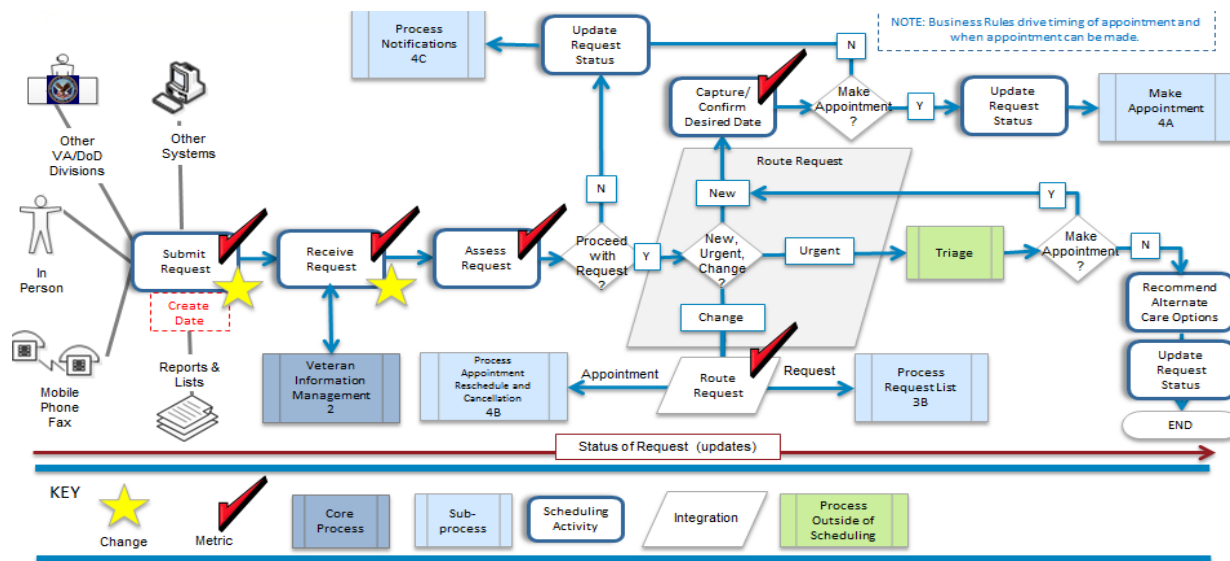 Process
Notifications
4C
Update
Request
Status
N
NOTE: Business Rules drive timing of appointment and
when appointment can be made.
Capture/
Confirm
Desired Date
Make
Appointment
?
Y
Update
Request
Status
Make
Appointment
4A
Other
VA/DoD
Divisions
Other
Systems
Route Request
N
New
Y
In
Person
Submit
Request
Receive
Request
Assess
Request
Proceed
with
Request
?
Y
New,
Urgent,
Change
?
Urgent
Triage
Make
Appointment
?
N
Create
Date
Change
Recommend
Alternate
Care Options
Mobile
Phone
Fax
Reports &
Lists
Veteran
Information
Management
2
Process
Appointment
Reschedule and
Cancellation
4B
Appointment
Route
Request
Request
Process
Request List
3B
Update
Request
Status
END
Status of Request (updates)
KEY
Change
Metric
Core
Process
Sub-
process
Scheduling
Activity
Integration
Process
Outside of
Scheduling